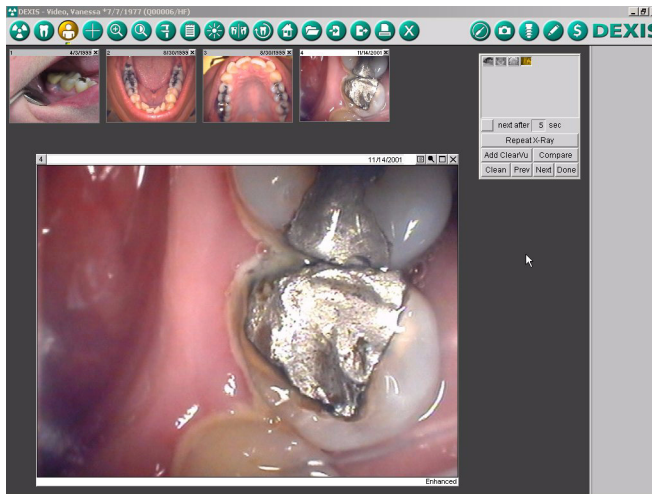 DEXIS - Video, Vanessa *7/7/1977 (Q00006/HF)
DEXIS
1 4/3/1999
2 8/30/1999
3 8/30/1999
4 11/14/2001
next after 5 sec
Repeat X-Ray
Add ClearVu Compare
Clean Prev Next Done
4 11/14/2001
Enhanced